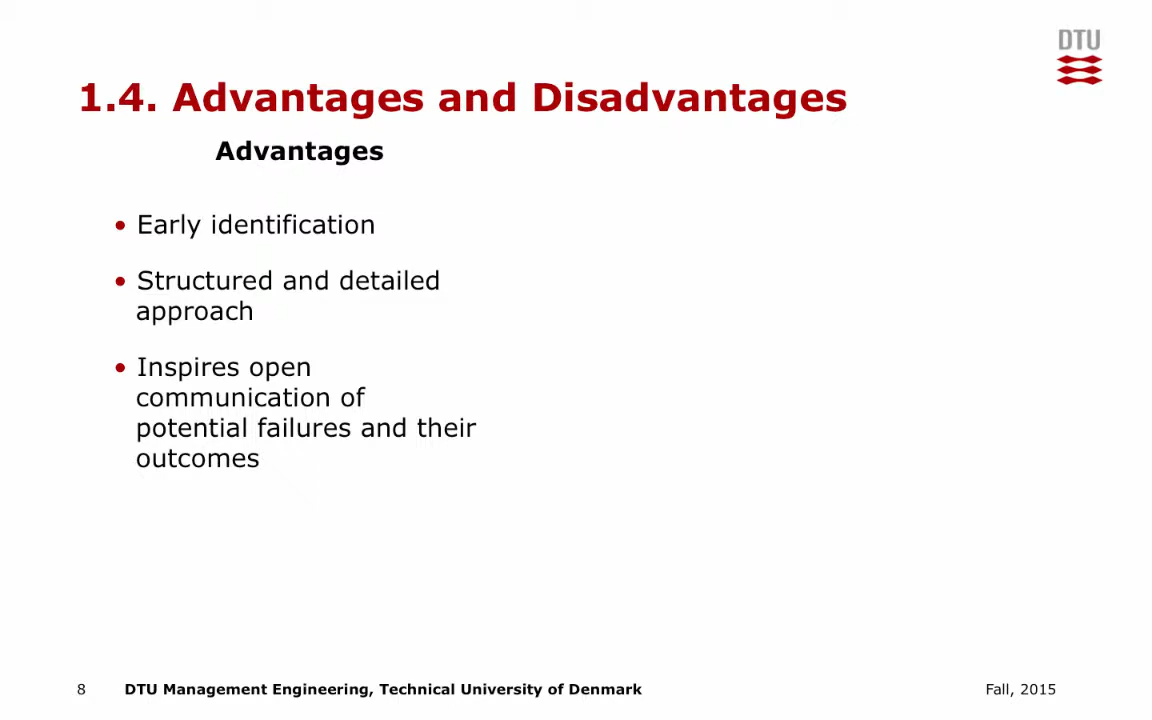 DTU
1.4. Advantages and Disadvantages
Advantages
• Early identification
• Structured and detailed
approach
• Inspires open
communication of
potential failures and their
outcomes
8 DTU Management Engineering, Technical University of Denmark Fall, 2015